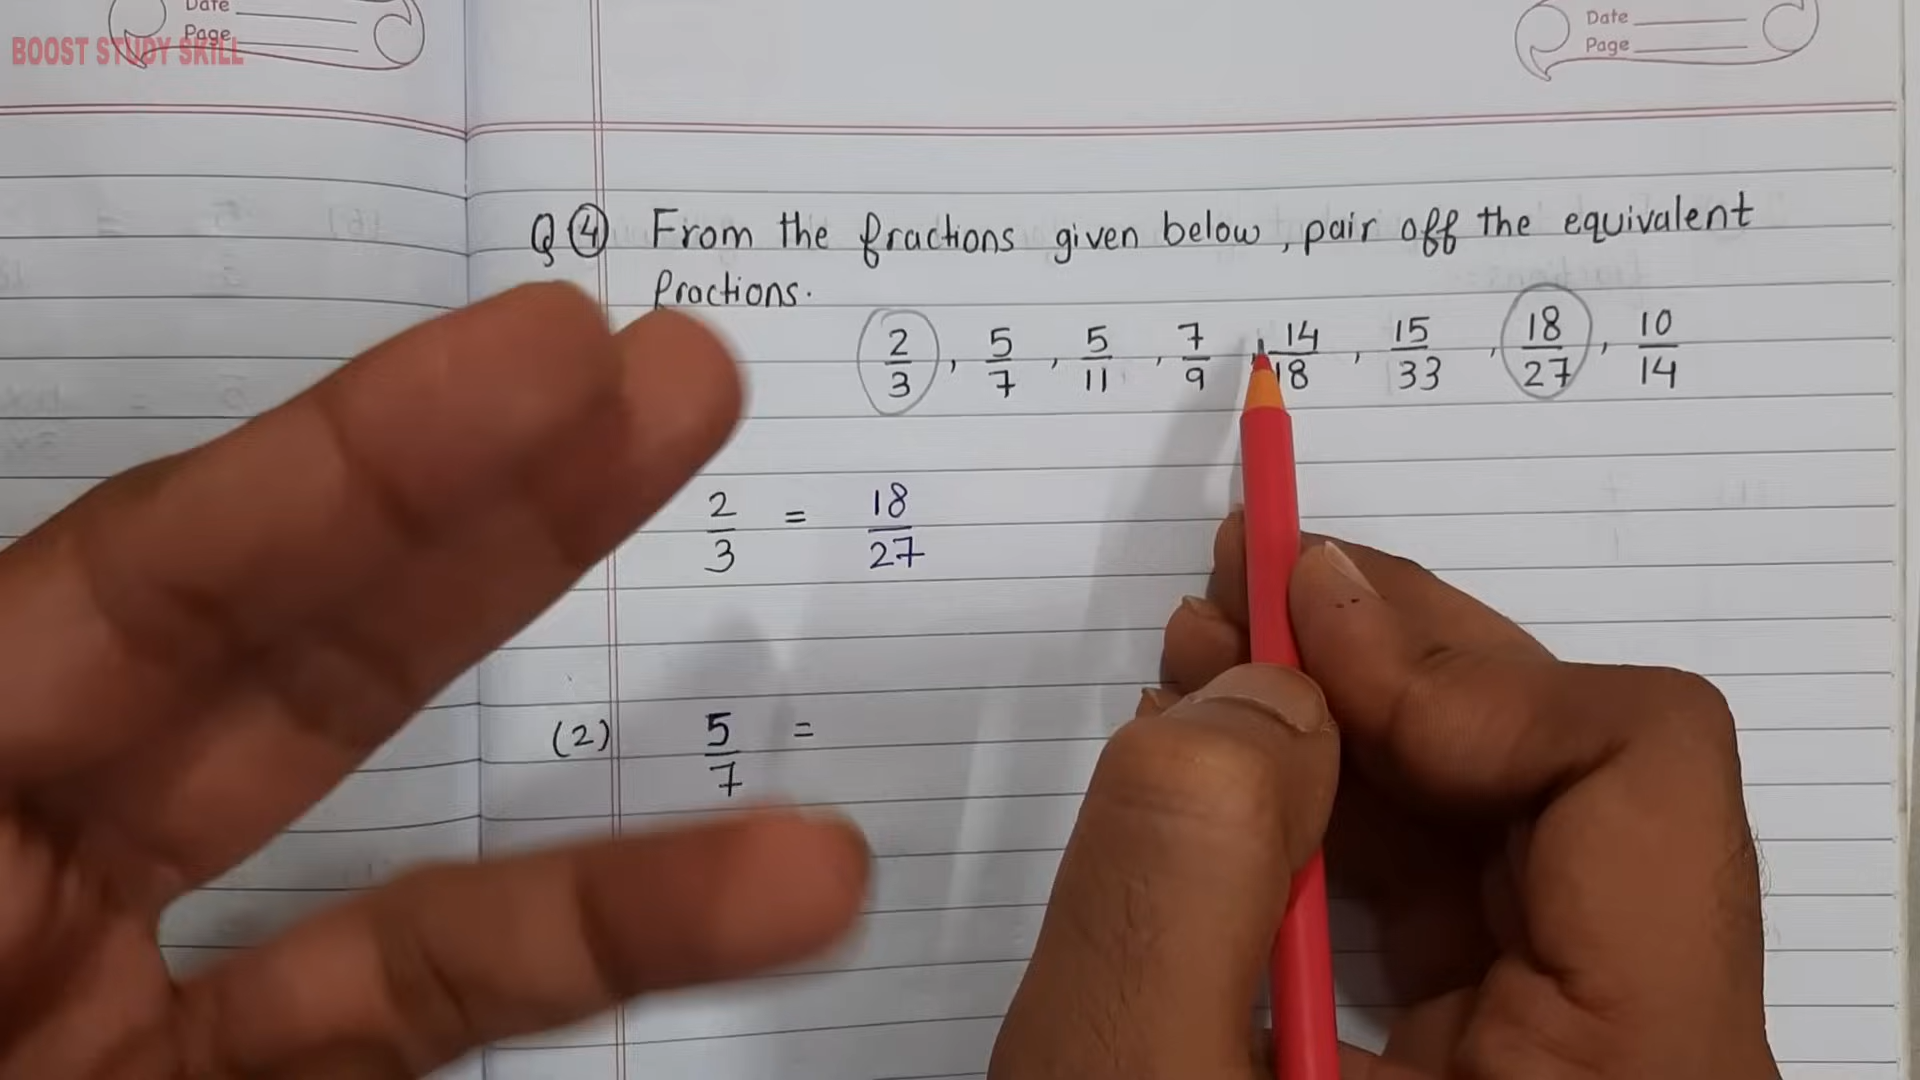 Date
Page
BOOST STUDY SKILL
Date
Page
Q ④ From the fractions given below, pair off the equivalent
fractions.
2/3 , 5/7 , 5/11 , 7/9 , 14/18 , 15/33 , 18/27 , 10/14
2/3 = 18/27
(2) 5/7 =